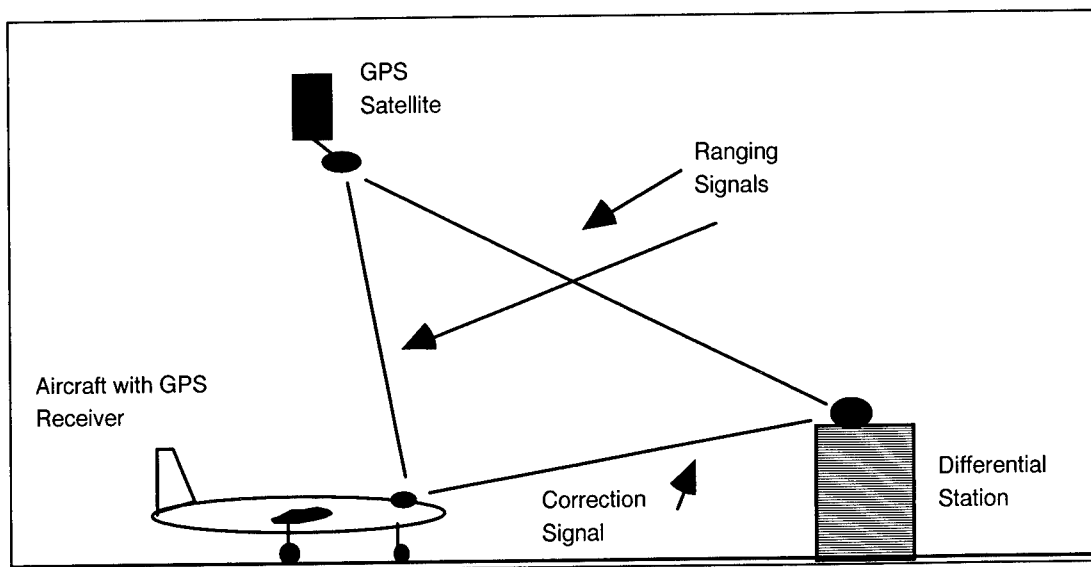 GPS
Satellite
Ranging
Signals
Aircraft with GPS
Receiver
Differential
Station
Correction
Signal